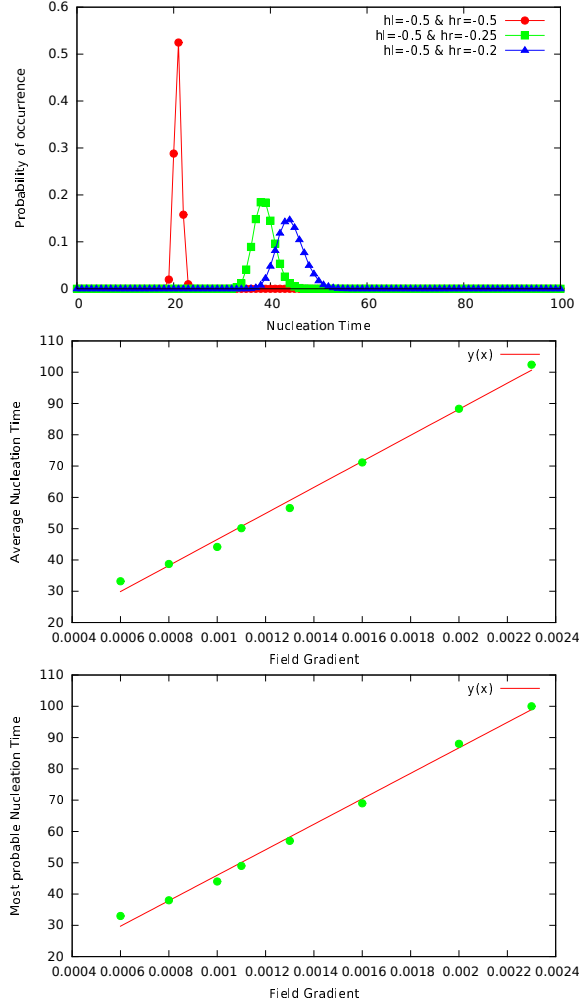 0.6
0.5
0.4
0.3
0.2
0.1
0
Probability of occurrence
hl=-0.5 & hr=-0.5
hl=-0.5 & hr=-0.25
hl=-0.5 & hr=-0.2
0 20 40 60 80 100
Nucleation Time
110
100
90
80
70
60
50
40
30
20
Average Nucleation Time
y(x)
0.0004 0.0006 0.0008 0.001 0.0012 0.0014 0.0016 0.0018 0.002 0.0022 0.0024
Field Gradient
110
100
90
80
70
60
50
40
30
20
Most probable Nucleation Time
y(x)
0.0004 0.0006 0.0008 0.001 0.0012 0.0014 0.0016 0.0018 0.002 0.0022 0.0024
Field Gradient